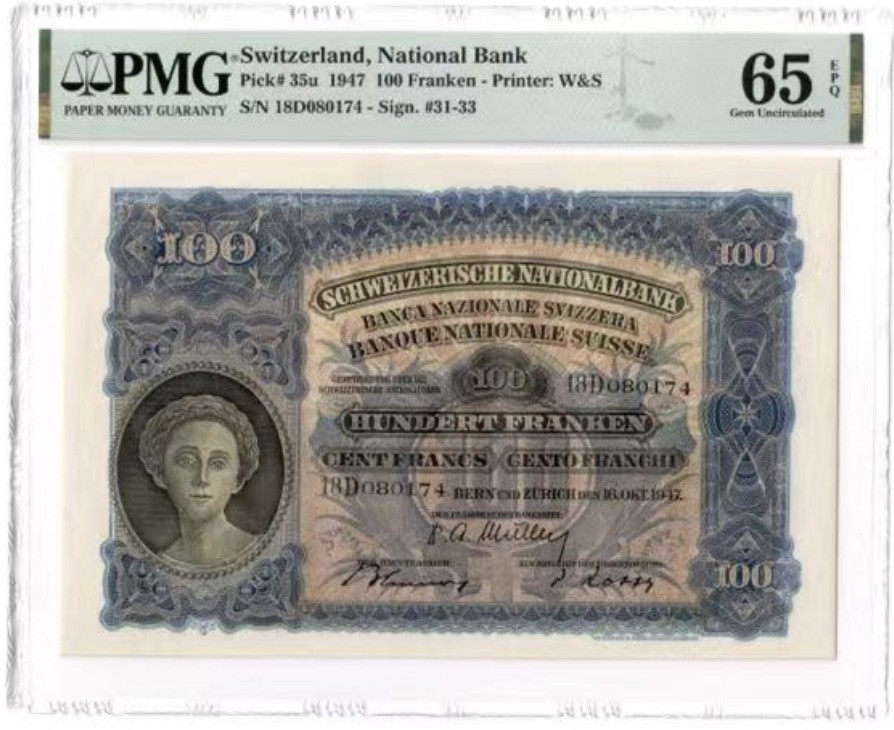 PMG
PAPER MONEY GUARANTY
Switzerland, National Bank
Pick# 35u 1947 100 Franken - Printer: W&S
S/N 18D080174 - Sign. #31-33
65
EPQ
Gem Uncirculated
100
100
SCHWEIZERISCHE NATIONALBANK
BANCA NAZIONALE SVIZZERA
BANQUE NATIONALE SUISSE
100
18D080174
HUNDERT FRANKEN
CENT FRANCS CENTO FRANCHI
18D080174 BERN UND ZÜRICH DEN 16. OKT. 1947.
100